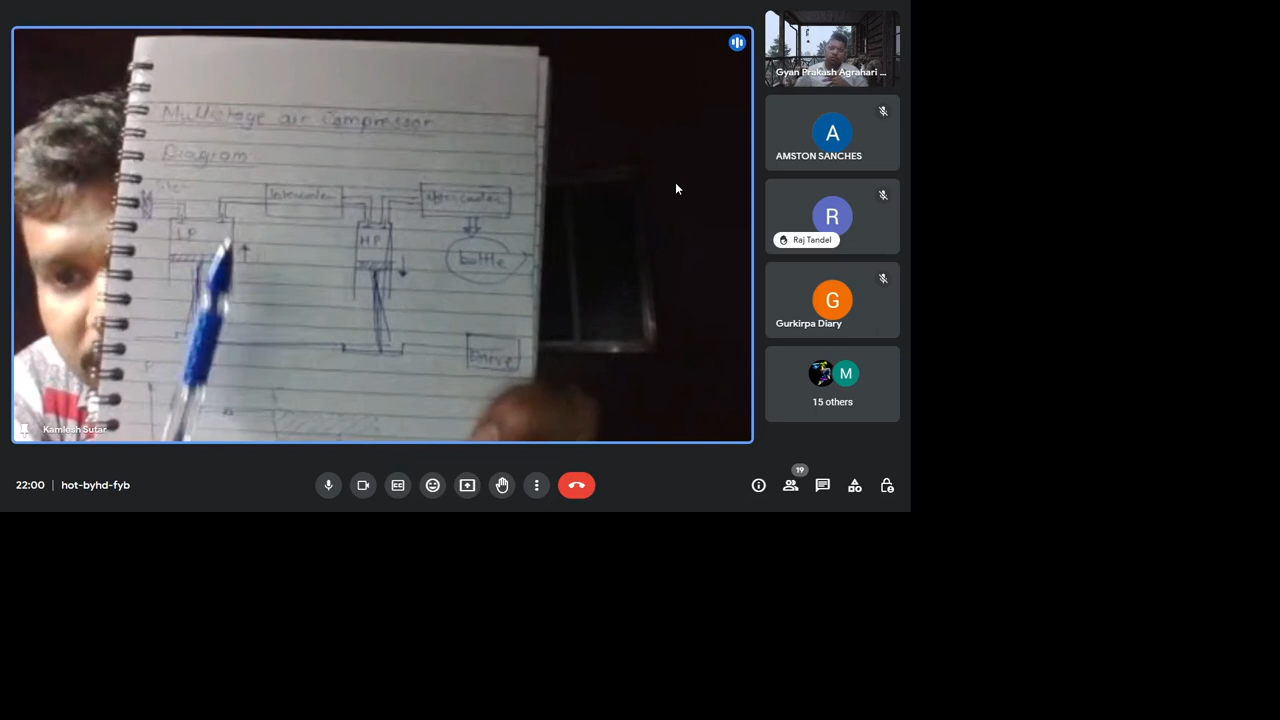 Multistage air Compressor
Diagram
Intercooler
Aftercooler
LP
HP
bottle
Drive
P
Kamlesh Sutar
Gyan Prakash Agrahari ...
A
AMSTON SANCHES
R
Raj Tandel
G
Gurkirpa Diary
M
15 others
22:00 | hot-byhd-fyb
CC
19